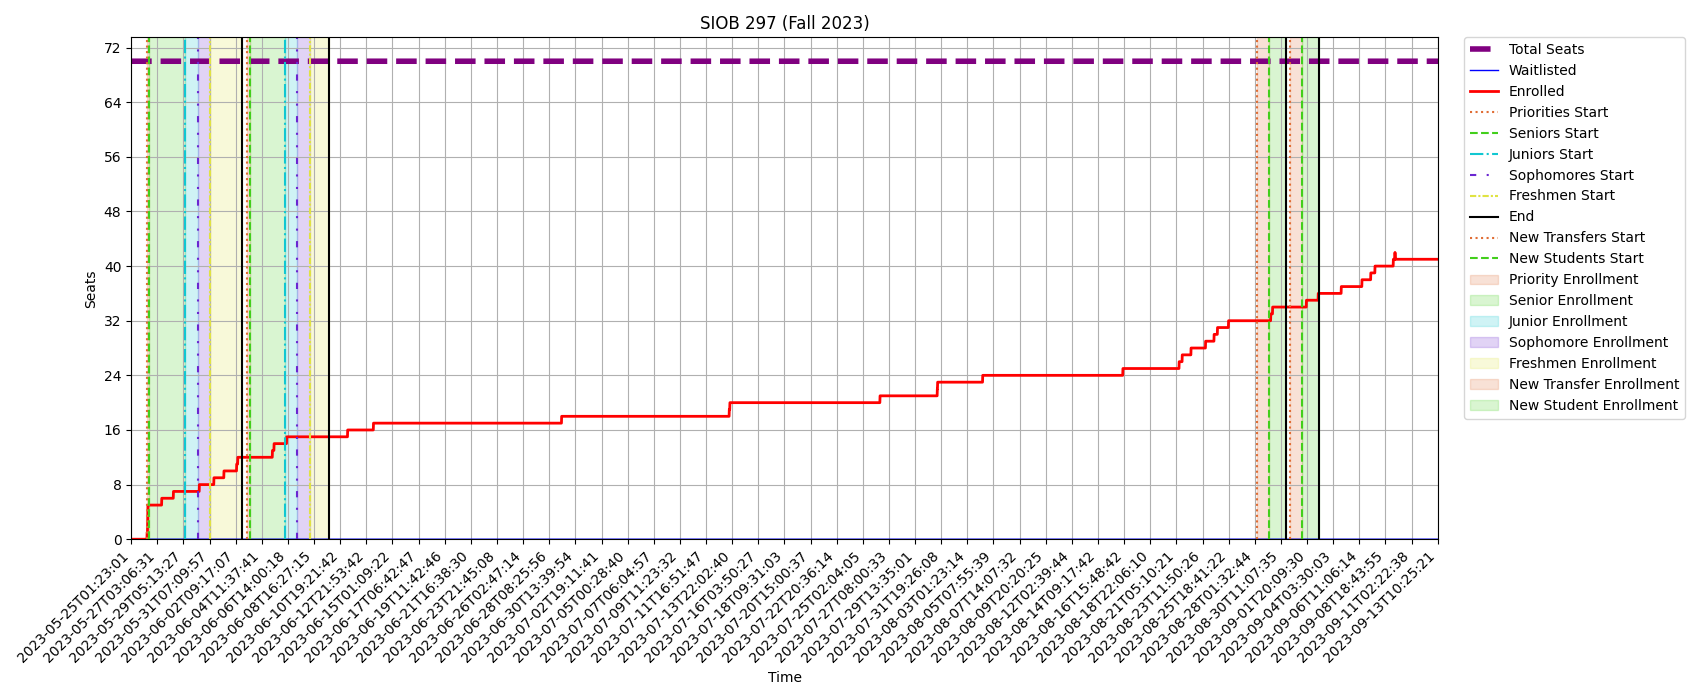 SIOB 297 (Fall 2023)
72
64
56
48
40
32
24
16
8
0
Seats
2023-05-25T01:23:01
2023-05-27T03:06:31
2023-05-29T05:13:27
2023-05-31T07:09:57
2023-06-02T09:17:07
2023-06-04T11:37:41
2023-06-06T14:00:18
2023-06-08T16:27:15
2023-06-10T19:21:42
2023-06-12T21:53:42
2023-06-15T01:09:22
2023-06-17T06:42:47
2023-06-19T11:42:46
2023-06-21T16:38:30
2023-06-23T21:45:08
2023-06-26T02:47:14
2023-06-28T08:25:56
2023-06-30T13:39:54
2023-07-02T19:11:41
2023-07-05T00:28:40
2023-07-07T06:04:57
2023-07-09T11:23:32
2023-07-11T16:51:47
2023-07-13T22:02:40
2023-07-16T03:50:27
2023-07-18T09:31:03
2023-07-20T15:00:37
2023-07-22T20:36:14
2023-07-25T02:04:05
2023-07-27T08:00:33
2023-07-29T13:35:01
2023-07-31T19:26:08
2023-08-03T01:23:14
2023-08-05T07:55:39
2023-08-07T14:07:32
2023-08-09T20:20:25
2023-08-12T02:39:44
2023-08-14T09:17:42
2023-08-16T15:48:42
2023-08-18T22:06:10
2023-08-21T05:10:21
2023-08-23T11:50:26
2023-08-25T18:41:22
2023-08-28T01:32:44
2023-08-30T11:07:35
2023-09-01T20:09:30
2023-09-04T03:30:03
2023-09-06T11:06:14
2023-09-08T18:43:55
2023-09-11T02:22:38
2023-09-13T10:25:21
Time
Total Seats
Waitlisted
Enrolled
Priorities Start
Seniors Start
Juniors Start
Sophomores Start
Freshmen Start
End
New Transfers Start
New Students Start
Priority Enrollment
Senior Enrollment
Junior Enrollment
Sophomore Enrollment
Freshmen Enrollment
New Transfer Enrollment
New Student Enrollment